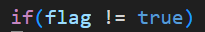 if(flag != true)